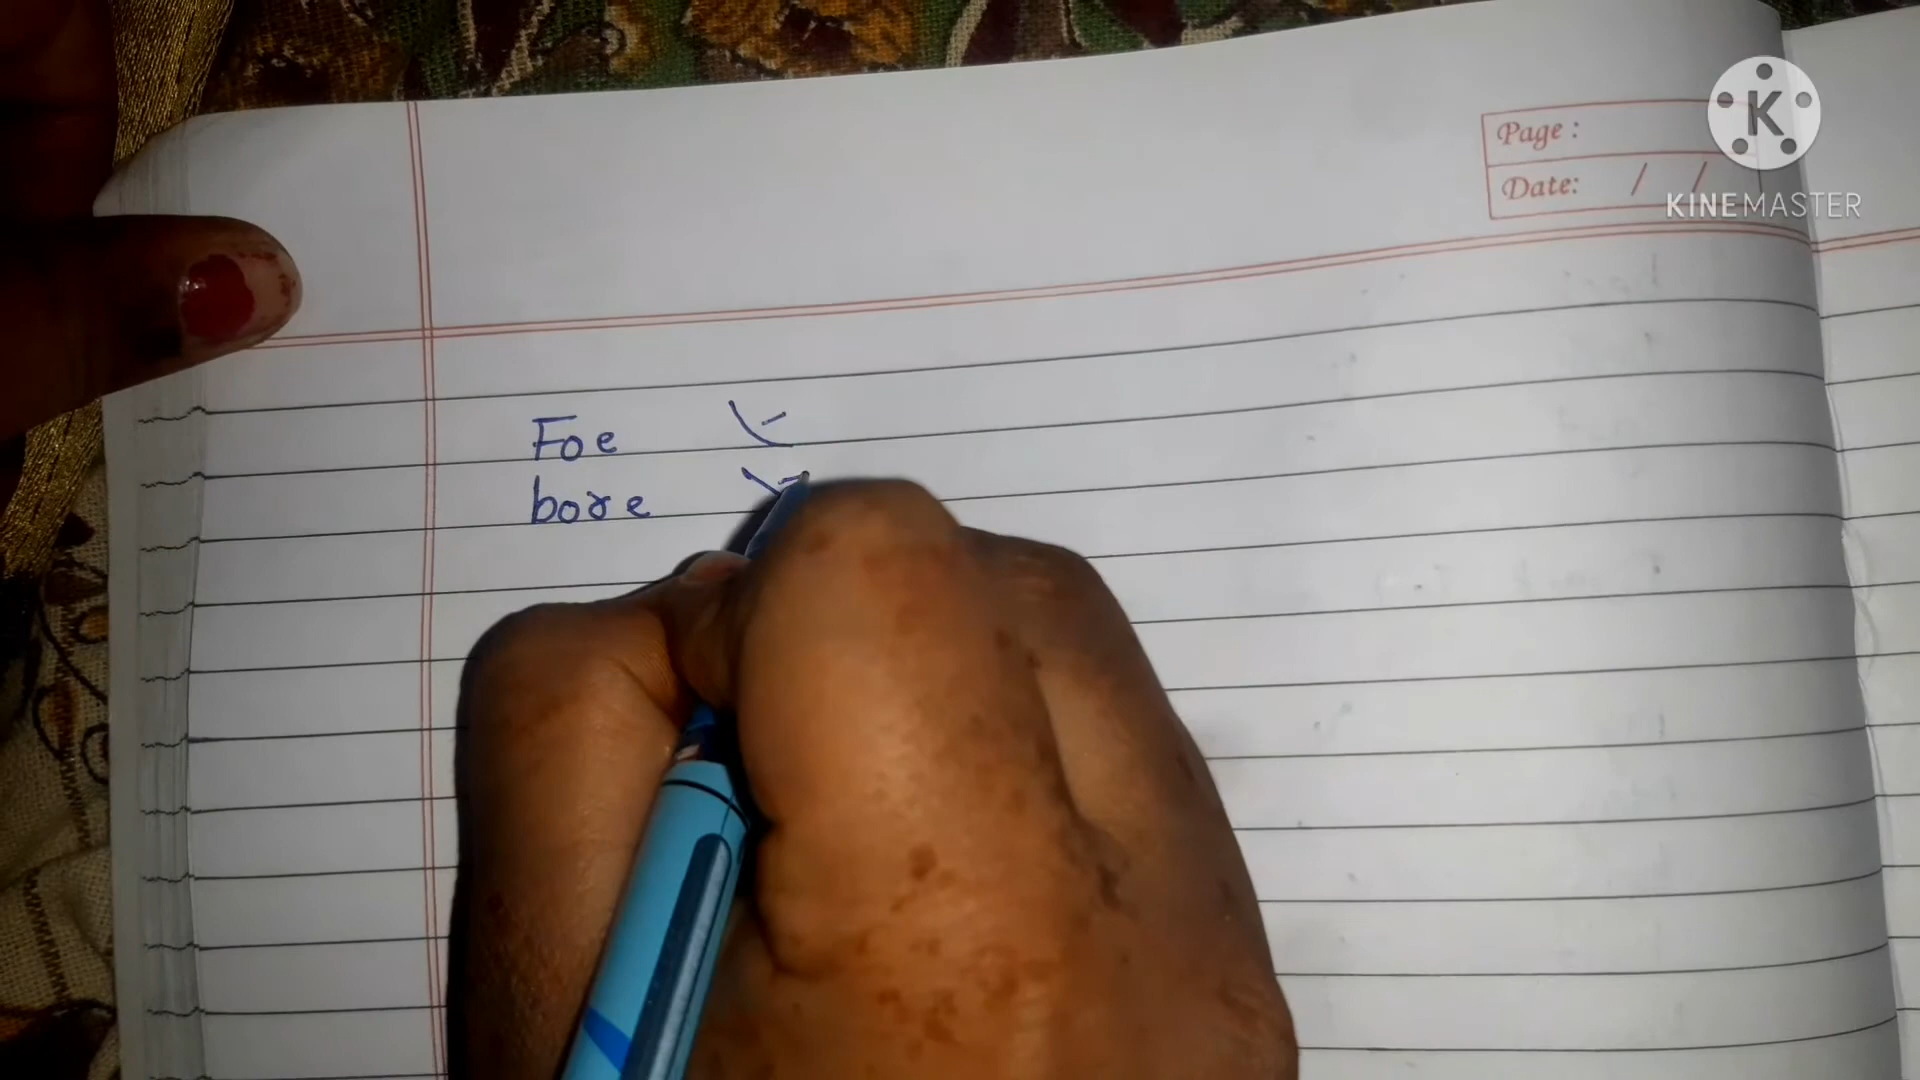 Page :
Date: / /
K
KINEMASTER
Foe
bore